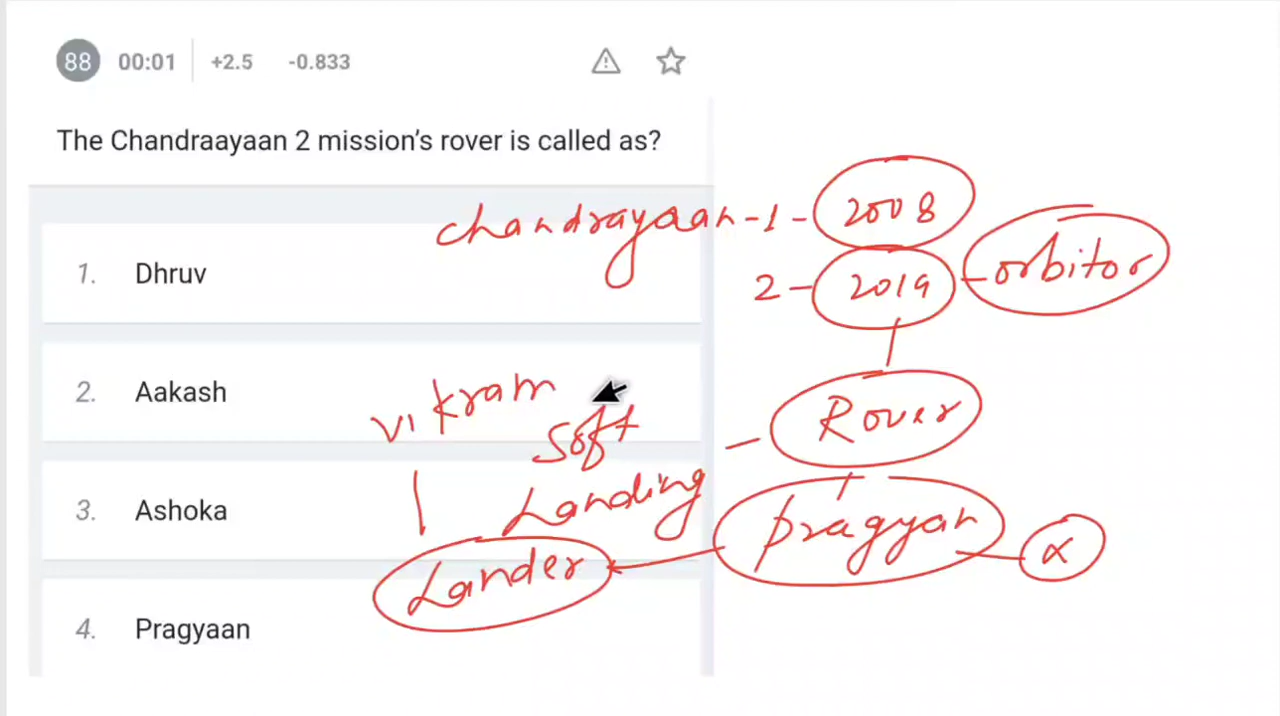 88 00:01 +2.5 -0.833
The Chandraayaan 2 mission's rover is called as?
chandrayaan-1-2008
2-2019-orbitor
1. Dhruv
2. Aakash
vikram
Rover
soft
Landing
3. Ashoka
pragyan
α
Lander
4. Pragyaan